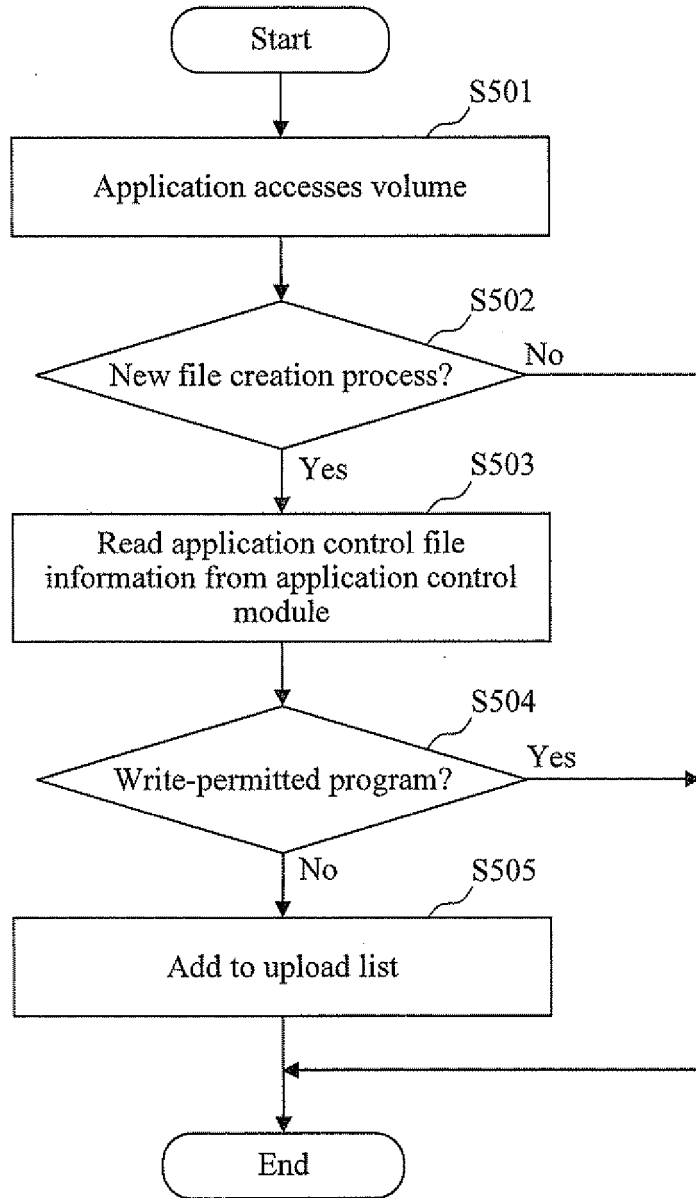 Start
S501
Application accesses volume
S502
New file creation process?
No
Yes
S503
Read application control file
information from application control
module
S504
Write-permitted program?
Yes
No
S505
Add to upload list
End